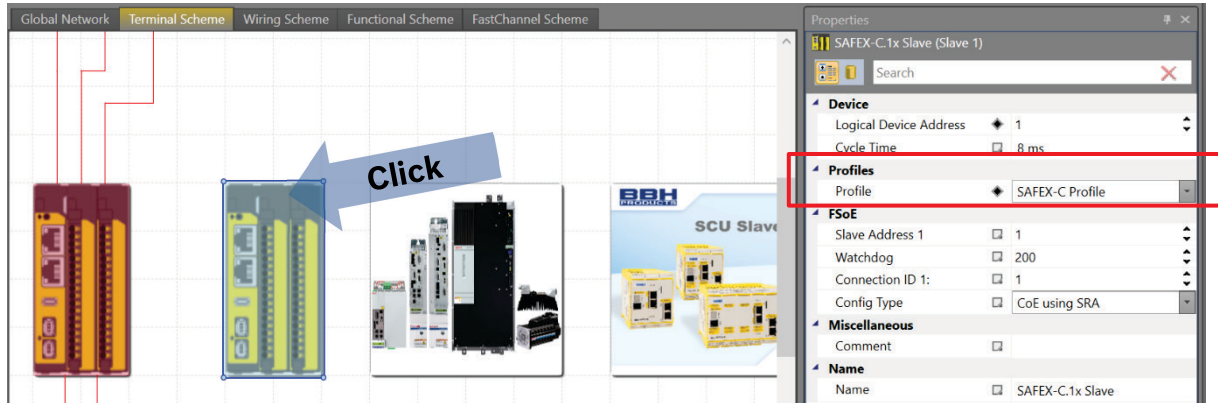 Global Network Terminal Scheme Wiring Scheme Functional Scheme FastChannel Scheme
Click
BBH
PRODUCTS
SCU Slave
Properties
SAFEX-C.1x Slave (Slave 1)
Search
Device
Logical Device Address 1
Cycle Time 8 ms
Profiles
Profile SAFEX-C Profile
FSoE
Slave Address 1 1
Watchdog 200
Connection ID 1: 1
Config Type CoE using SRA
Miscellaneous
Comment
Name
Name SAFEX-C.1x Slave